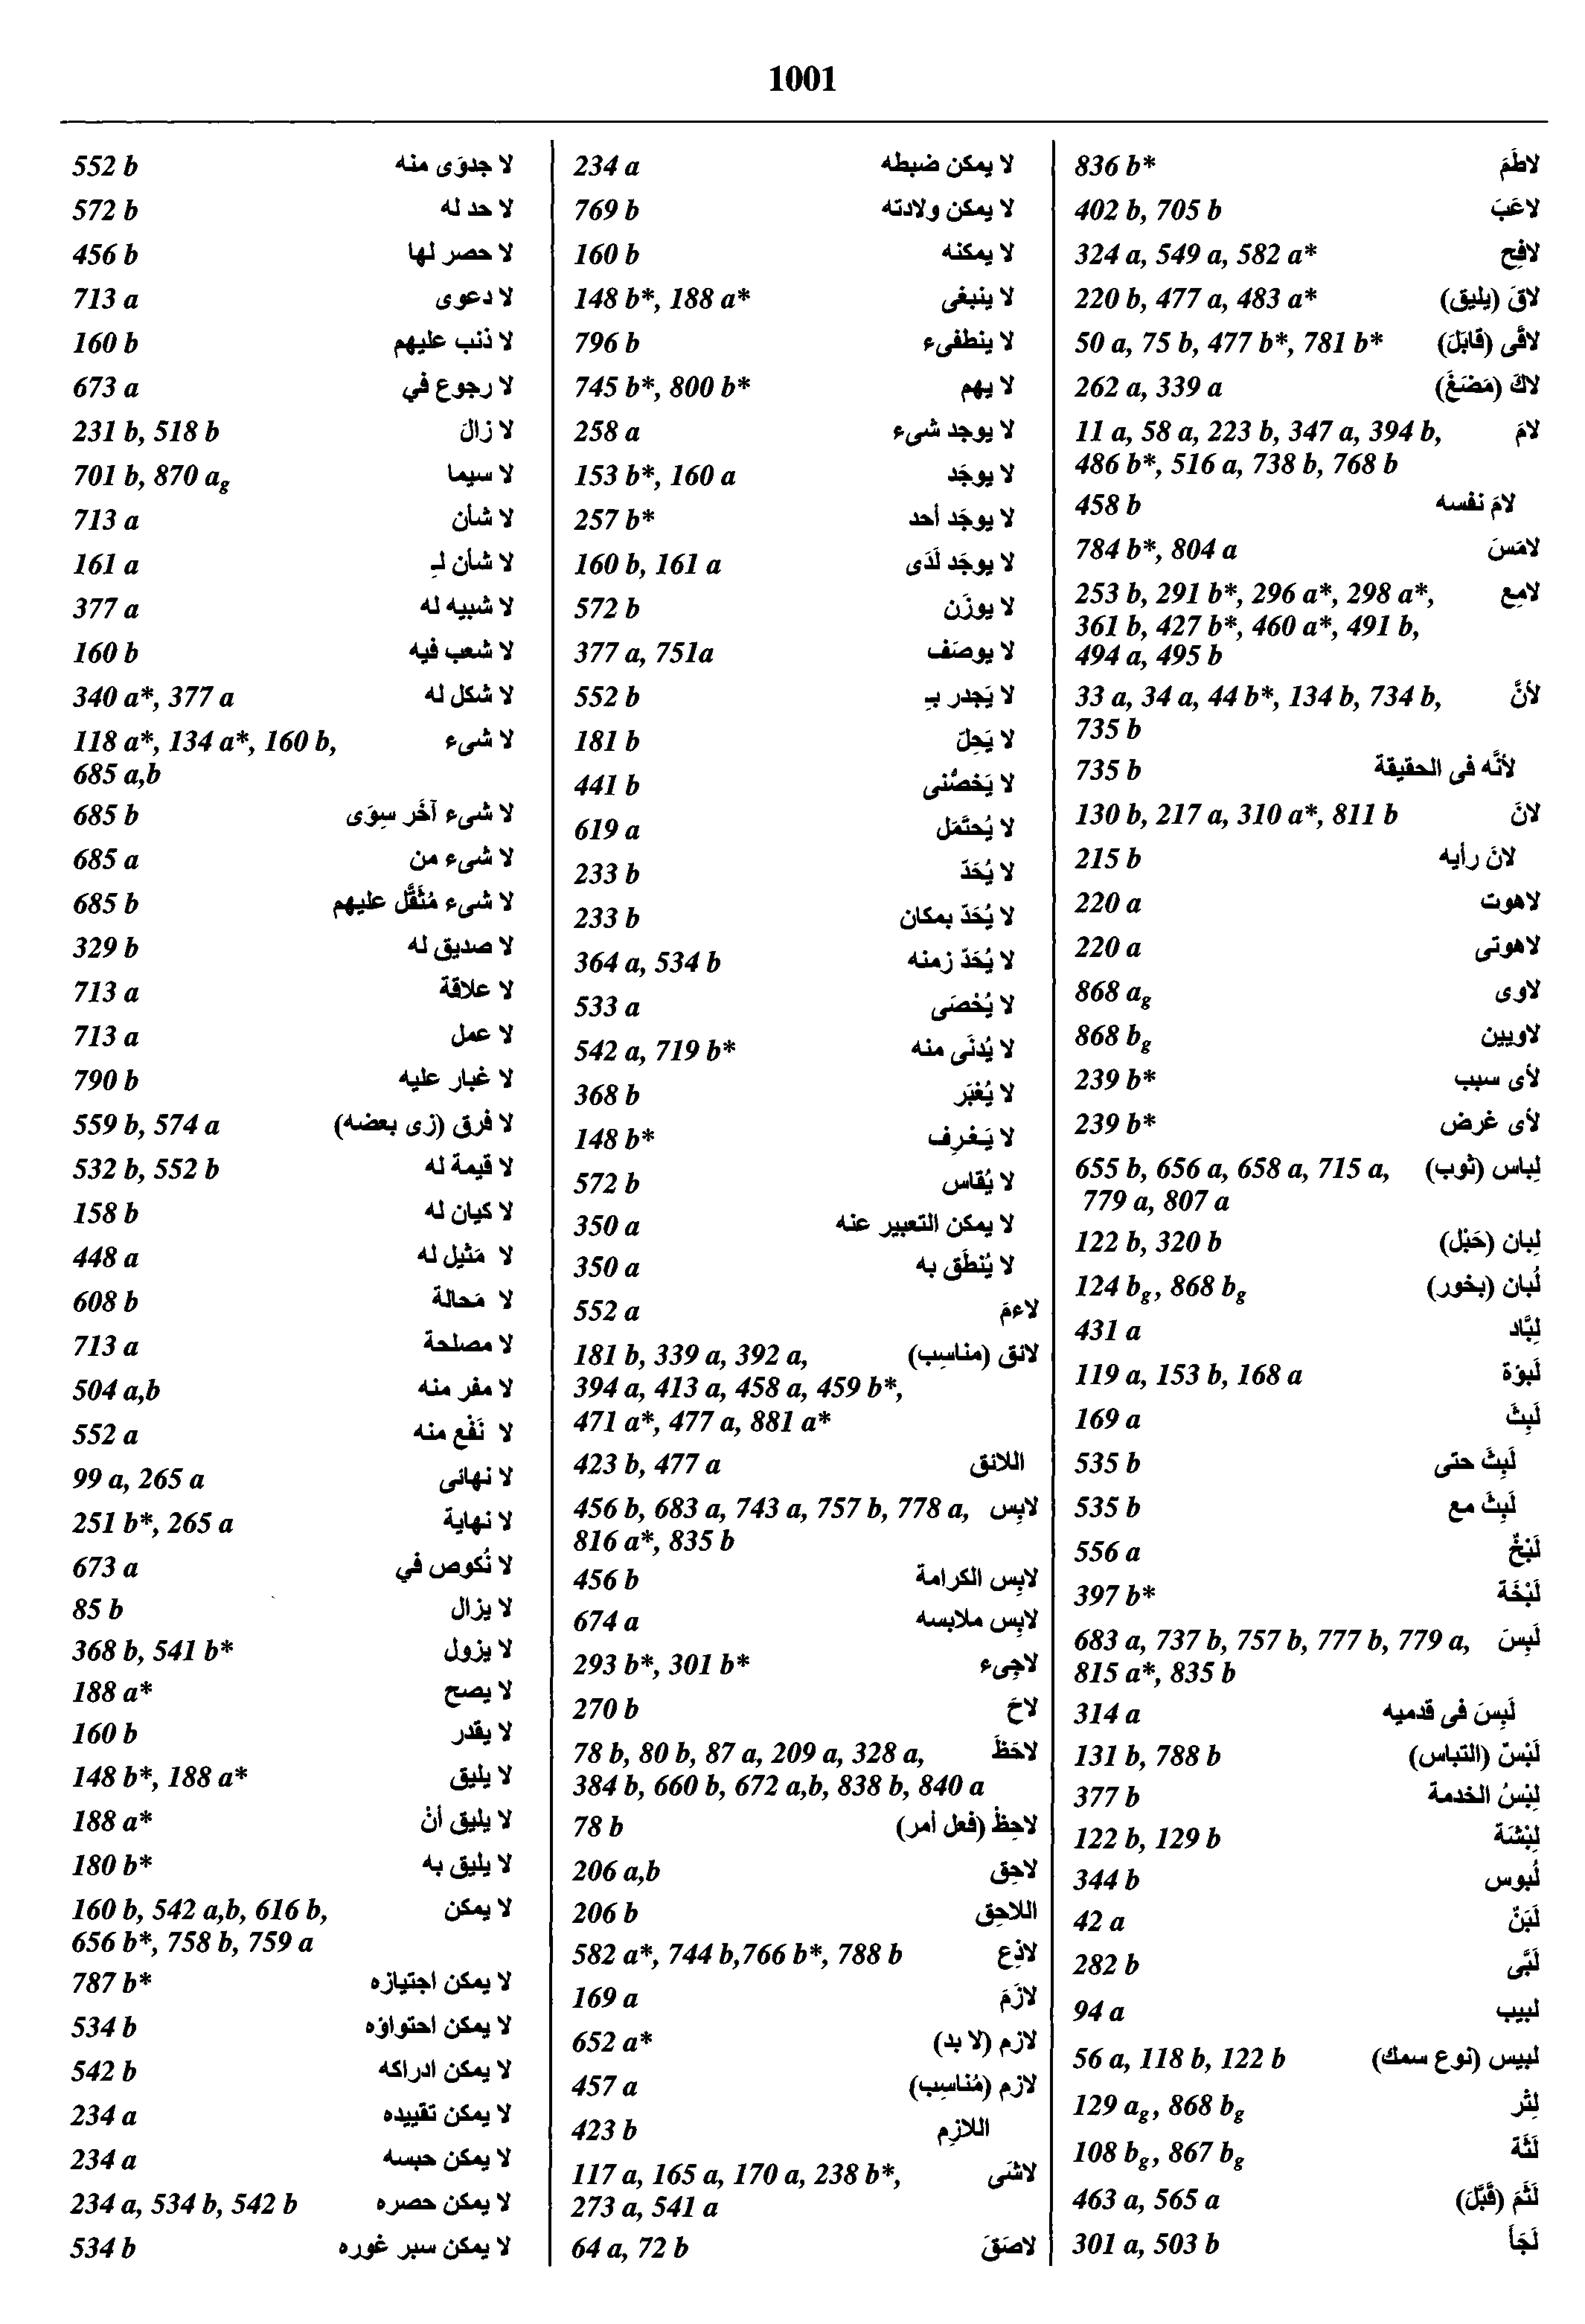 1001
552 b لا جدوَى منه
572 b لا حد له
456 b لا حصر لها
713 a لا دعوى
160 b لا ذنب عليهم
673 a لا رجوع في
231 b, 518 b لا زالَ
701 b, 870 ag لا سيما
713 a لا شأن
161 a لا شأن لـِ
377 a لا شبيه له
160 b لا شعب فيه
340 a*, 377 a لا شكل له
118 a*, 134 a*, 160 b, لا شىء
685 a,b
685 b لا شىء آخَر سِوَى
685 a لا شىء من
685 b لا شىء مُثَقَّل عليهم
329 b لا صديق له
713 a لا علاقة
713 a لا عمل
790 b لا غبار عليه
559 b, 574 a لا فرق (زى بعضه)
532 b, 552 b لا قيمة له
158 b لا كيان له
448 a لا مَثيل له
608 b لا مَحالة
713 a لا مصلحة
504 a,b لا مفر منه
552 a لا نَفْع منه
99 a, 265 a لا نهائى
251 b*, 265 a لا نهاية
673 a لا نُكوص في
85 b لا يزال
368 b, 541 b* لا يزول
188 a* لا يصح
160 b لا يقدر
148 b*, 188 a* لا يليق
188 a* لا يليق أنْ
180 b* لا يليق به
160 b, 542 a,b, 616 b, لا يمكن
656 b*, 758 b, 759 a
787 b* لا يمكن اجتيازه
534 b لا يمكن احتواؤه
542 b لا يمكن ادراكه
234 a لا يمكن تقييده
234 a لا يمكن حبسه
234 a, 534 b, 542 b لا يمكن حصره
534 b لا يمكن سبر غوره
234 a لا يمكن ضبطه
769 b لا يمكن ولادته
160 b لا يمكنه
148 b*, 188 a* لا ينبغى
796 b لا ينطفىء
745 b*, 800 b* لا يهم
258 a لا يوجد شىء
153 b*, 160 a لا يوجَد
257 b* لا يوجَد أحد
160 b, 161 a لا يوجَد لَدَى
572 b لا يوزَن
377 a, 751a لا يوصَف
552 b لا يَجدر بـِ
181 b لا يَحِلّ
441 b لا يَخصُّنى
619 a لا يُحتَمَل
233 b لا يُحَدّ
233 b لا يُحَدّ بمكان
364 a, 534 b لا يُحَدّ زمنه
533 a لا يُحْصَى
542 a, 719 b* لا يُدنَى منه
368 b لا يُغْبَر
148 b* لا يَـغرِف
572 b لا يُقاس
350 a لا يمكن التعبير عنه
350 a لا يُنطَق به
552 a لاءمَ
181 b, 339 a, 392 a, لائق (مناسِب)
394 a, 413 a, 458 a, 459 b*,
471 a*, 477 a, 881 a*
423 b, 477 a اللائق
456 b, 683 a, 743 a, 757 b, 778 a, لابِس
816 a*, 835 b
456 b لابِس الكرامة
674 a لابِس ملابسه
293 b*, 301 b* لاجِىء
270 b لاحَ
78 b, 80 b, 87 a, 209 a, 328 a, لاحَظَ
384 b, 660 b, 672 a,b, 838 b, 840 a
78 b لاحِظْ (فعل أمر)
206 a,b لاحِق
206 b اللاحِق
582 a*, 744 b,766 b*, 788 b لاذِع
169 a لازَمَ
652 a* لازم (لا بد)
457 a لازم (مُناسِب)
423 b اللازِم
117 a, 165 a, 170 a, 238 b*, لاشَى
273 a, 541 a
64 a, 72 b لاصَقَ
836 b* لاطَمَ
402 b, 705 b لاعَبَ
324 a, 549 a, 582 a* لافِح
220 b, 477 a, 483 a* لاقَ (يليق)
50 a, 75 b, 477 b*, 781 b* لاقَى (قابَلَ)
262 a, 339 a لاكَ (مَضَغَ)
11 a, 58 a, 223 b, 347 a, 394 b, لامَ
486 b*, 516 a, 738 b, 768 b
458 b لامَ نفسه
784 b*, 804 a لامَسَ
253 b, 291 b*, 296 a*, 298 a*, لامِع
361 b, 427 b*, 460 a*, 491 b,
494 a, 495 b
33 a, 34 a, 44 b*, 134 b, 734 b, لأنَّ
735 b
735 b لأنَّه فى الحقيقة
130 b, 217 a, 310 a*, 811 b لانَ
215 b لانَ رأيه
220 a لاهوت
220 a لاهوتى
868 ag لاوى
868 bg لاويين
239 b* لأى سبب
239 b* لأى غرض
655 b, 656 a, 658 a, 715 a, لِباس (ثوب)
779 a, 807 a
122 b, 320 b لِبان (حَبْل)
124 bg, 868 bg لُبان (بخور)
431 a لِبَّاد
119 a, 153 b, 168 a لَبوْة
169 a لَبِثَ
535 b لَبِثَ حتى
535 b لَبِثَ مع
556 a لَبْخٌ
397 b* لَبْخَة
683 a, 737 b, 757 b, 777 b, 779 a, لَبِسَ
815 a*, 835 b
314 a لَبِسَ فى قدميه
131 b, 788 b لَبْسٌ (التباس)
377 b لِبْسُ الخدمة
122 b, 129 b لِبْشَة
344 b لُبوس
42 a لَبَنٌ
282 b لَبَّى
94 a لبيب
56 a, 118 b, 122 b لبيس (نوع سمك)
129 ag, 868 bg لِتْر
108 bg, 867 bg لَثَة
463 a, 565 a لَثَمَ (قَبَّلَ)
301 a, 503 b لَجَأَ